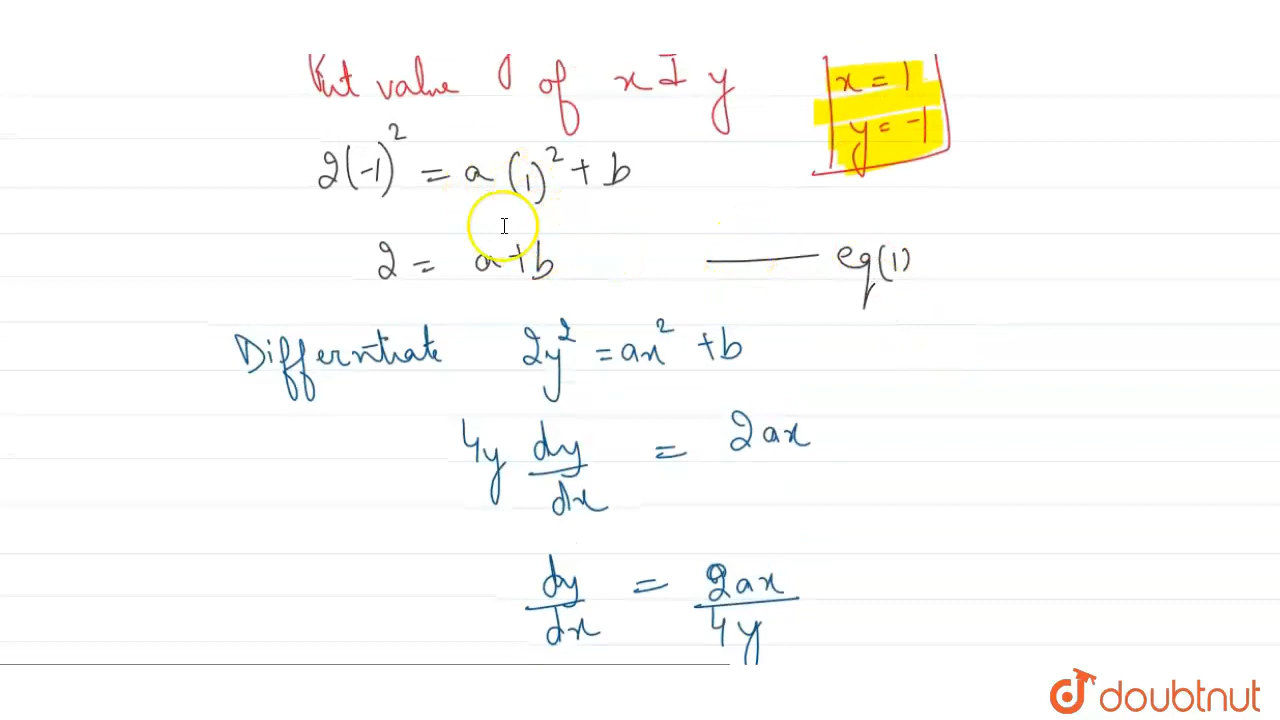 Put value of x & y
x = 1
y = -1
2(-1)² = a(1)² + b
2 = a+b ——— eq(1)
Differntiate 2y² = ax² + b
4y dy/dx = 2ax
dy/dx = 2ax/4y
doubtnut